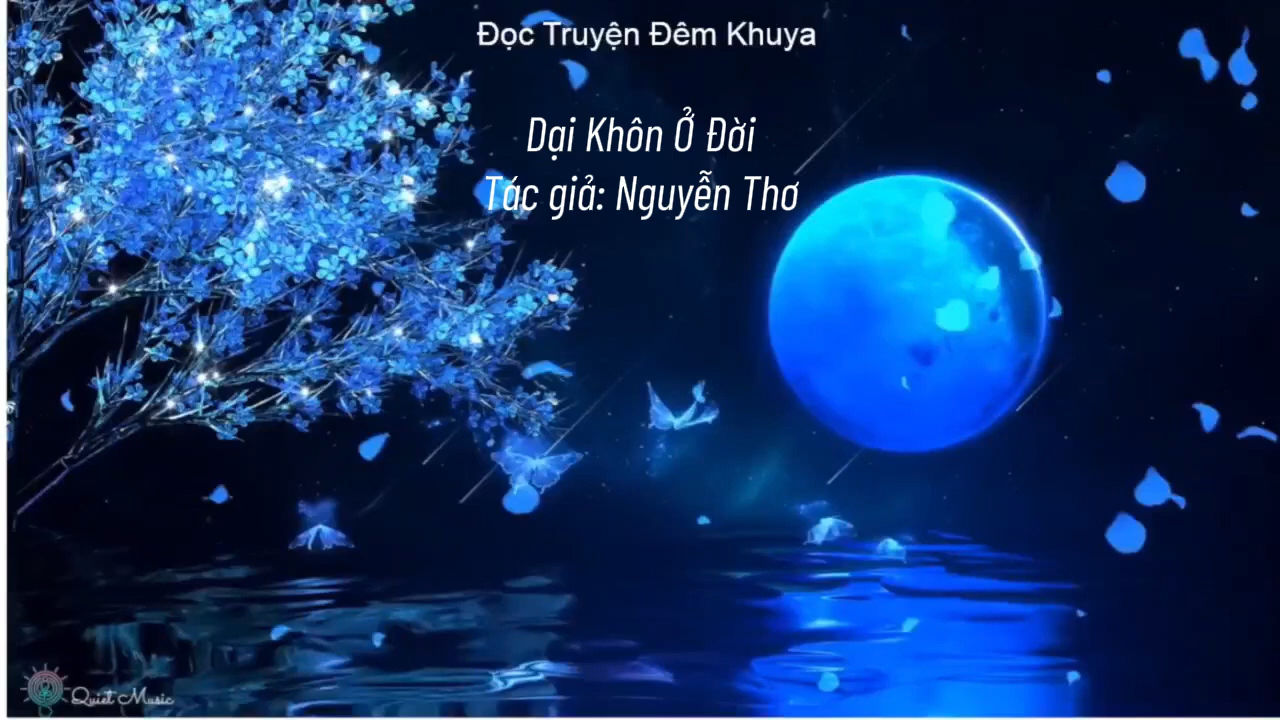 Đọc Truyện Đêm Khuya
Dại Khôn Ở Đời
Tác giả: Nguyễn Thơ
Quiet Music